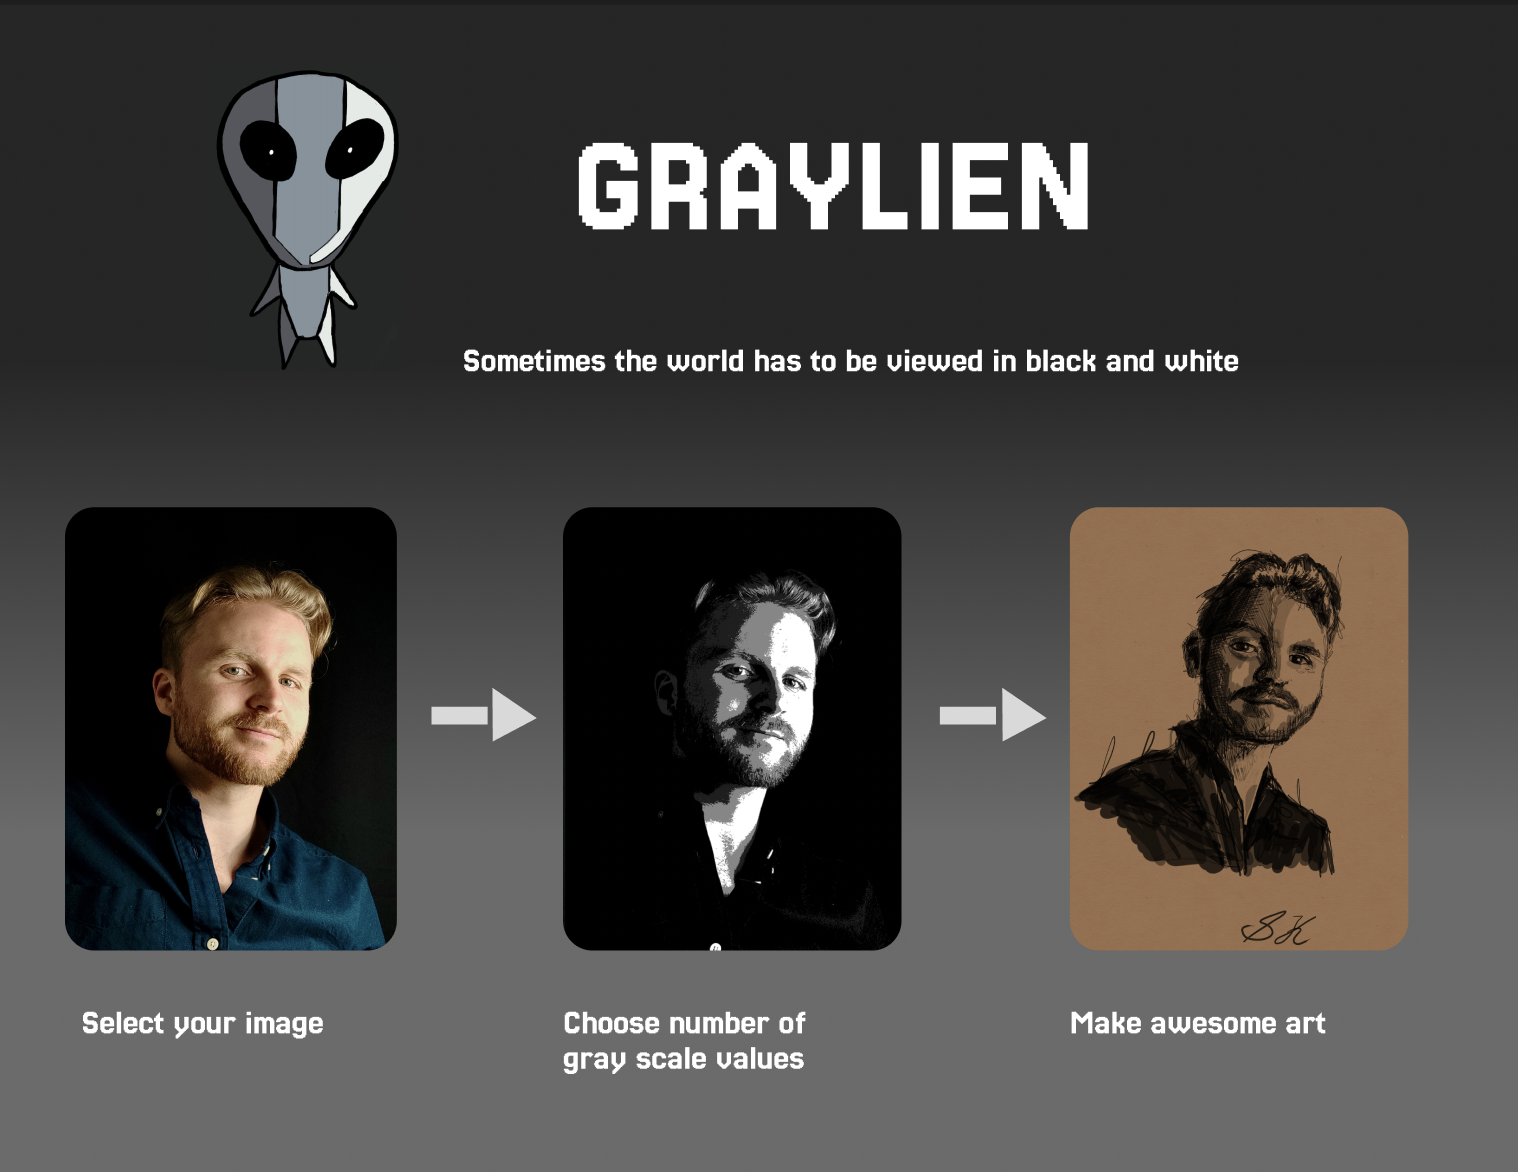 GRAYLIEN
Sometimes the world has to be viewed in black and white
Select your image
Choose number of
gray scale values
Make awesome art
SK